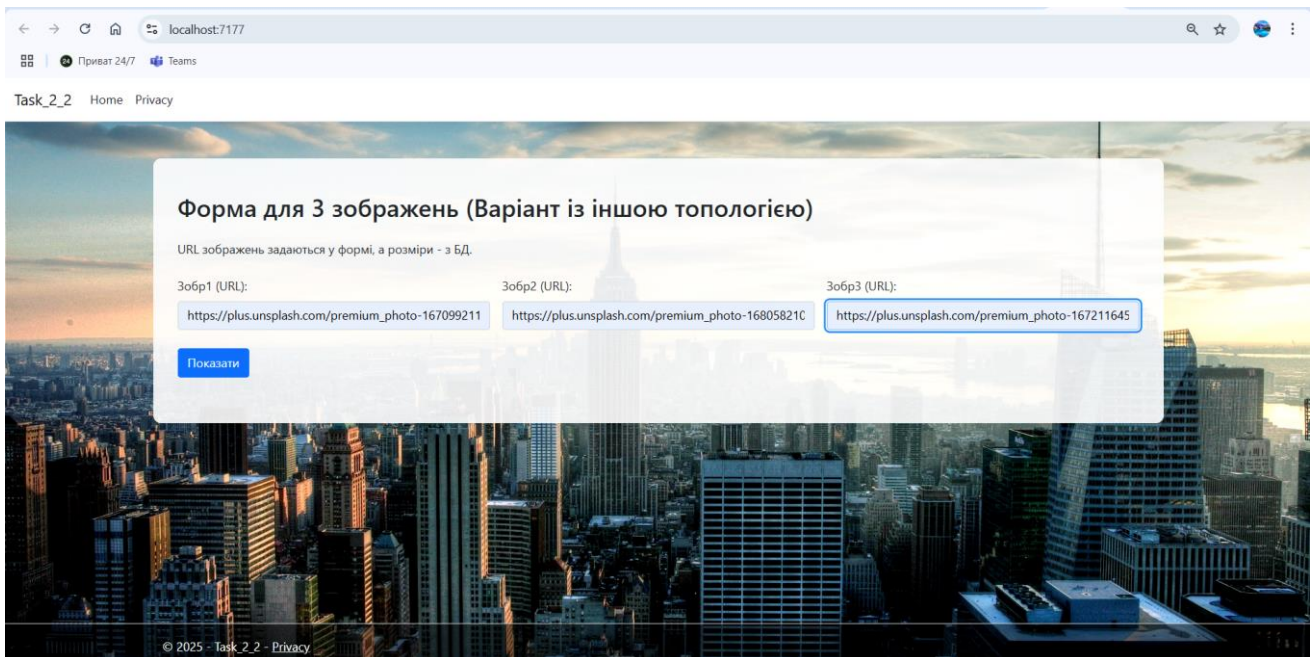 localhost:7177
24 Приват 24/7 Teams
Task_2_2 Home Privacy
Форма для 3 зображень (Варіант із іншою топологією)
URL зображень задаються у формі, а розміри - з БД.
Зобр1 (URL): Зобр2 (URL): Зобр3 (URL):
https://plus.unsplash.com/premium_photo-167099211 https://plus.unsplash.com/premium_photo-16805821 https://plus.unsplash.com/premium_photo-167211645
Показати
© 2025 - Task_2_2 - Privacy